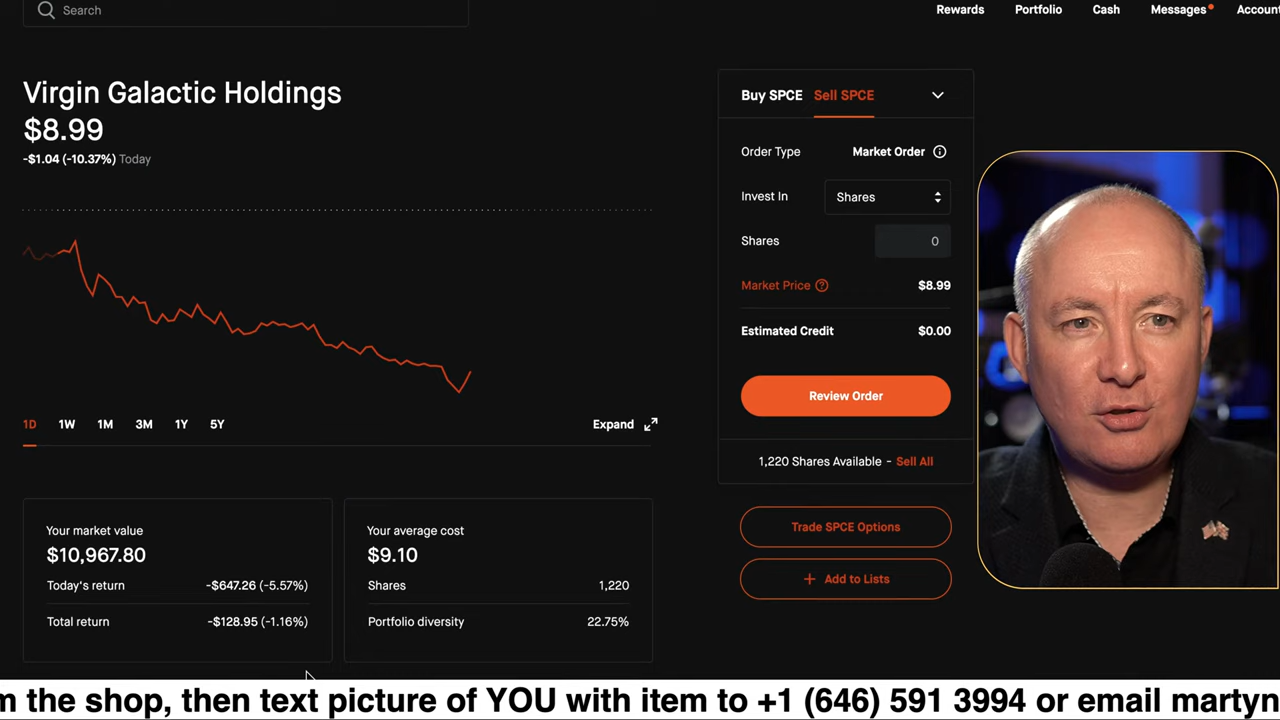 Search
Rewards Portfolio Cash Messages Accoun
Virgin Galactic Holdings
$8.99
-$1.04 (-10.37%) Today
Buy SPCE Sell SPCE
Order Type Market Order
Invest In Shares
Shares 0
Market Price $8.99
Estimated Credit $0.00
Review Order
1,220 Shares Available - Sell All
1D 1W 1M 3M 1Y 5Y Expand
Your market value
$10,967.80
Today's return -$647.26 (-5.57%)
Total return -$128.95 (-1.16%)
Your average cost
$9.10
Shares 1,220
Portfolio diversity 22.75%
Trade SPCE Options
+ Add to Lists
m the shop, then text picture of YOU with item to +1 (646) 591 3994 or email martyn